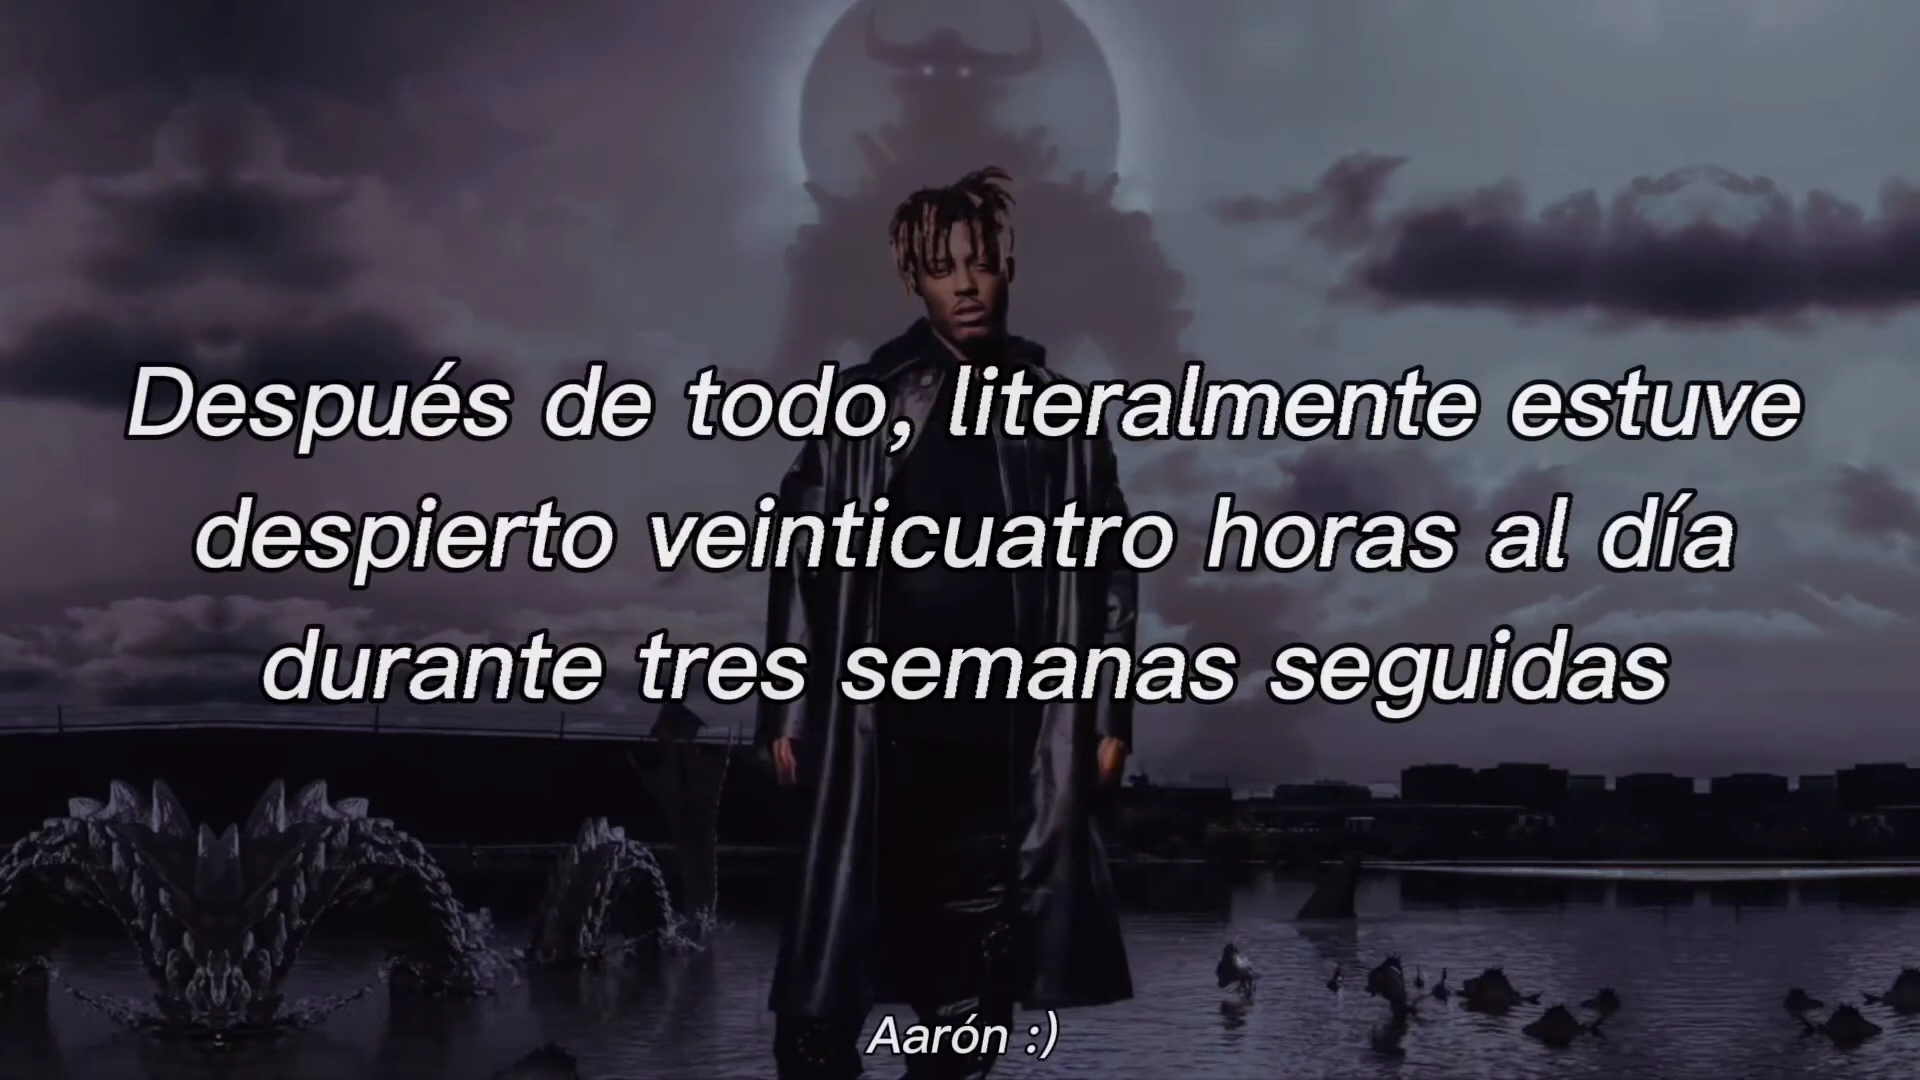 Después de todo, literalmente estuve
despierto veinticuatro horas al día
durante tres semanas seguidas
Aarón :)